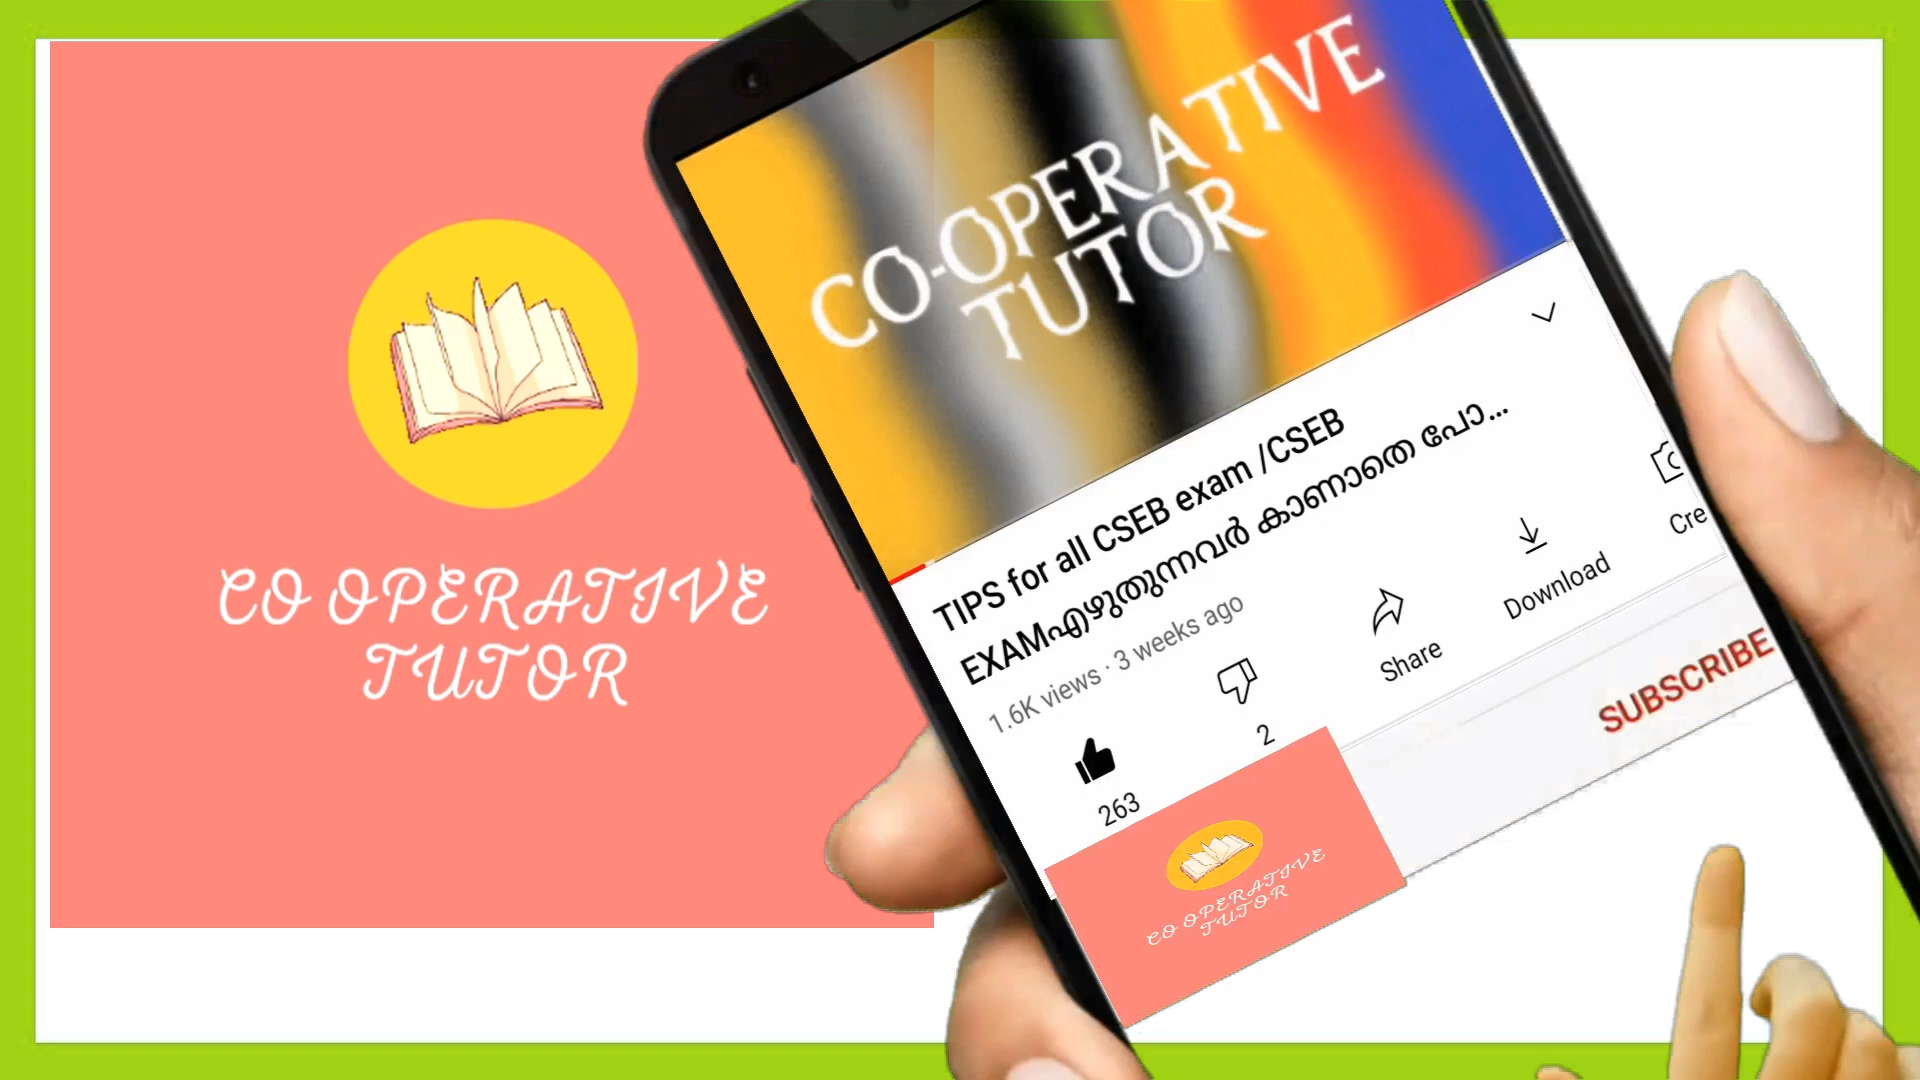 CO OPERATIVE
TUTOR
CO-OPERATIVE
TUTOR
TIPS for all CSEB exam /CSEB
EXAMഎഴുതുന്നവർ കാണാതെ പോ...
1.6K views · 3 weeks ago
263
2
Share
Download
Cre
SUBSCRIBE
CO OPERATIVE
TUTOR